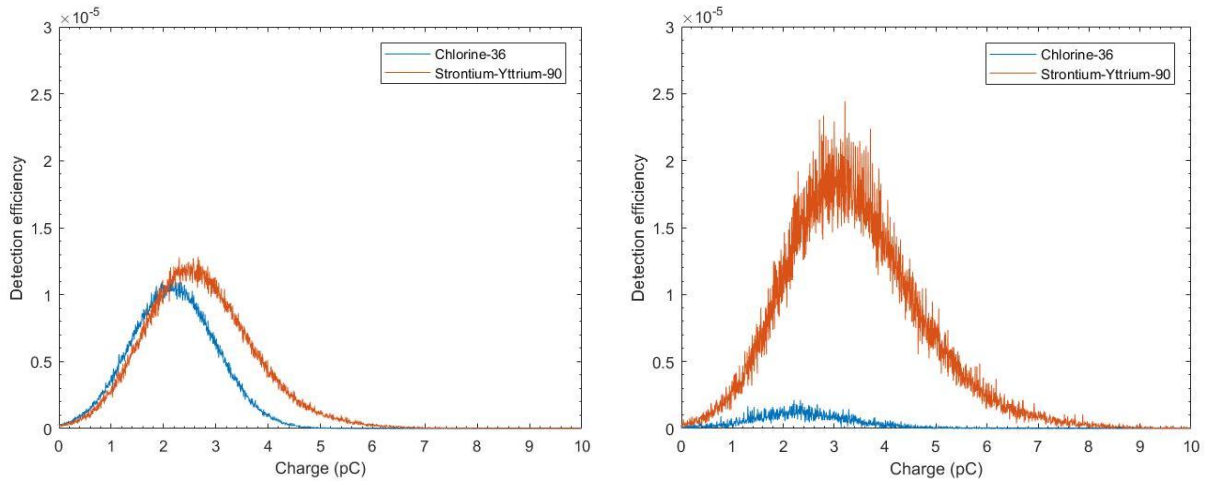 ×10-5
3
2.5
2
1.5
1
0.5
0
Detection efficiency
Chlorine-36
Strontium-Yttrium-90
0 1 2 3 4 5 6 7 8 9 10
Charge (pC)
×10-5
3
2.5
2
1.5
1
0.5
0
Detection efficiency
Chlorine-36
Strontium-Yttrium-90
0 1 2 3 4 5 6 7 8 9 10
Charge (pC)